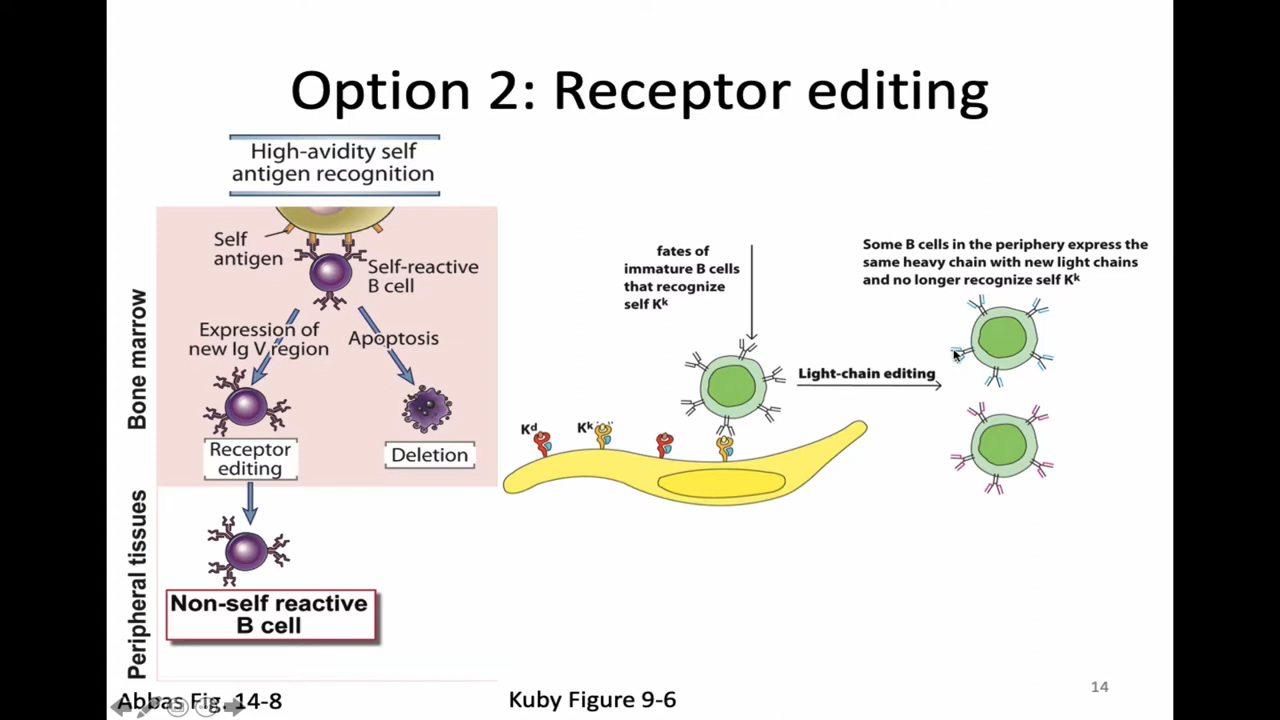 Option 2: Receptor editing
High-avidity self
antigen recognition
Self
antigen
Self-reactive
B cell
Expression of
new Ig V region
Apoptosis
Receptor
editing
Deletion
Bone marrow
Peripheral tissues
Non-self reactive
B cell
Abbas Fig. 14-8
fates of
immature B cells
that recognize
self Kᵏ
Light-chain editing
Kᵈ
Kᵏ
Some B cells in the periphery express the
same heavy chain with new light chains
and no longer recognize self Kᵏ
Kuby Figure 9-6
14